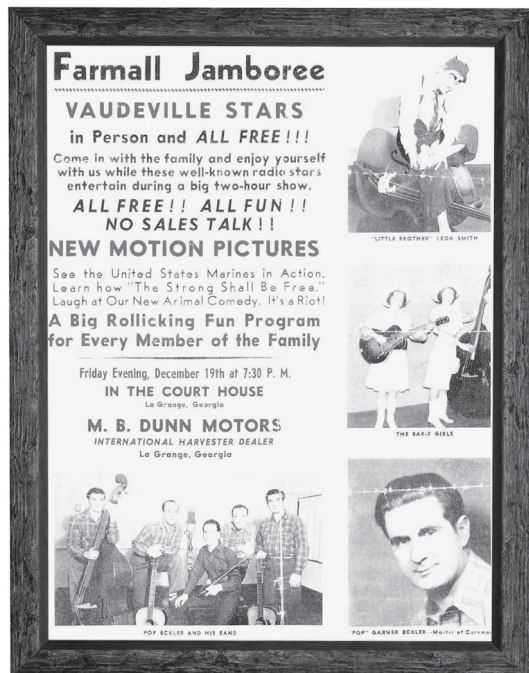 Farmall Jamboree
VAUDEVILLE STARS
in Person and ALL FREE!!!
Come in with the family and enjoy yourself
with us while these well-known radio stars
entertain during a big two-hour show.
ALL FREE!! ALL FUN!!
NO SALES TALK!!
NEW MOTION PICTURES
See the United States Marines in Action.
Learn how "The Strong Shall Be Free."
Laugh at Our New Arimal Comedy. It's a Riot!
A Big Rollicking Fun Program
for Every Member of the Family
Friday Evening, December 19th at 7:30 P. M.
IN THE COURT HOUSE
La Grange, Georgia
M. B. DUNN MOTORS
INTERNATIONAL HARVESTER DEALER
La Grange, Georgia
POP ECKLER AND HIS BAND
"LITTLE BROTHER" LEON SMITH
THE BAR-X GIRLS
"POP" GARNER ECKLER--Master of Ceremo